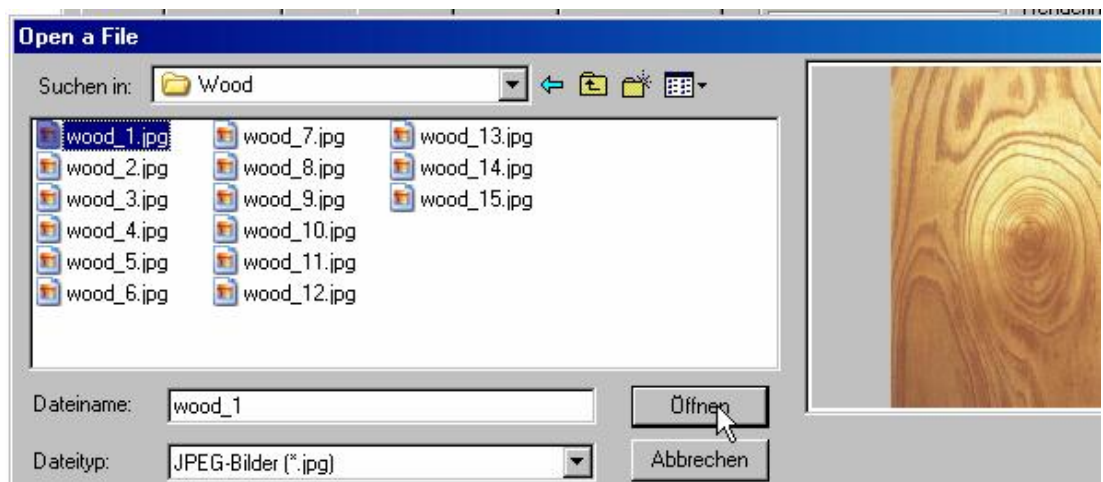 Open a File
Suchen in: Wood
wood_1.jpg wood_7.jpg wood_13.jpg
wood_2.jpg wood_8.jpg wood_14.jpg
wood_3.jpg wood_9.jpg wood_15.jpg
wood_4.jpg wood_10.jpg
wood_5.jpg wood_11.jpg
wood_6.jpg wood_12.jpg
Dateiname: wood_1 Öffnen
Dateityp: JPEG-Bilder (*.jpg) Abbrechen